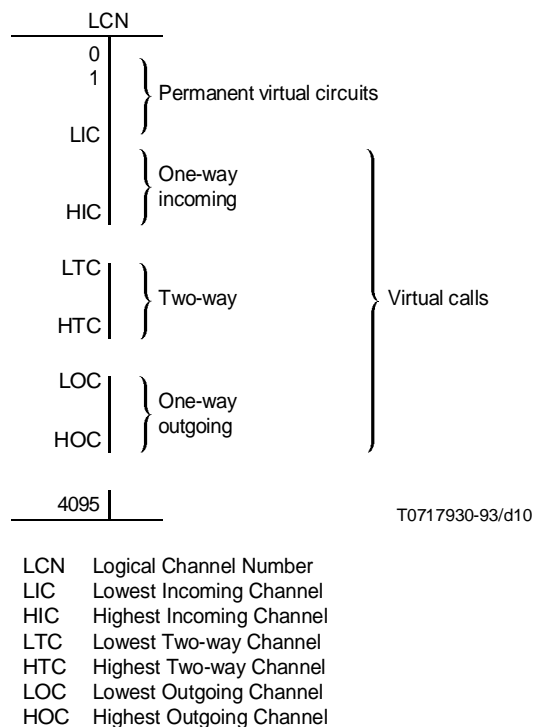 LCN
0
1
Permanent virtual circuits
LIC
One-way
incoming
HIC
LTC
Two-way
Virtual calls
HTC
LOC
One-way
outgoing
HOC
4095
T0717930-93/d10
LCN Logical Channel Number
LIC Lowest Incoming Channel
HIC Highest Incoming Channel
LTC Lowest Two-way Channel
HTC Highest Two-way Channel
LOC Lowest Outgoing Channel
HOC Highest Outgoing Channel